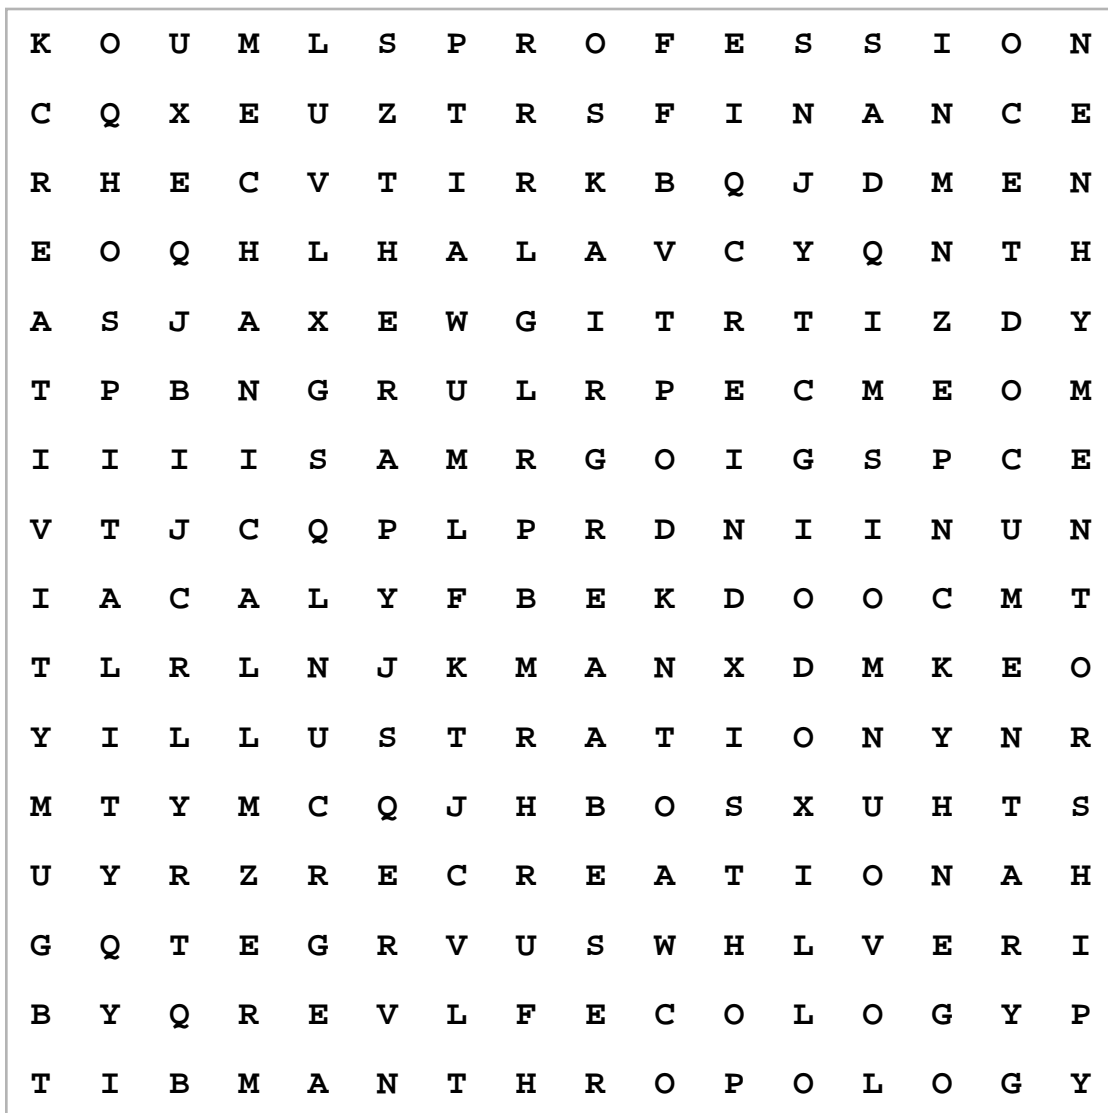 K O U M L S P R O F E S S I O N
C Q X E U Z T R S F I N A N C E
R H E C V T I R K B Q J D M E N
E O Q H L H A L A V C Y Q N T H
A S J A X E W G I T R T I Z D Y
T P B N G R U L R P E C M E O M
I I I I S A M R G O I G S P C E
V T J C Q P L P R D N I I N U N
I A C A L Y F B E K D O O C M T
T L R L N J K M A N X D M K E O
Y I L L U S T R A T I O N Y N R
M T Y M C Q J H B O S X U H T S
U Y R Z R E C R E A T I O N A H
G Q T E G R V U S W H L V E R I
B Y Q R E V L F E C O L O G Y P
T I B M A N T H R O P O L O G Y